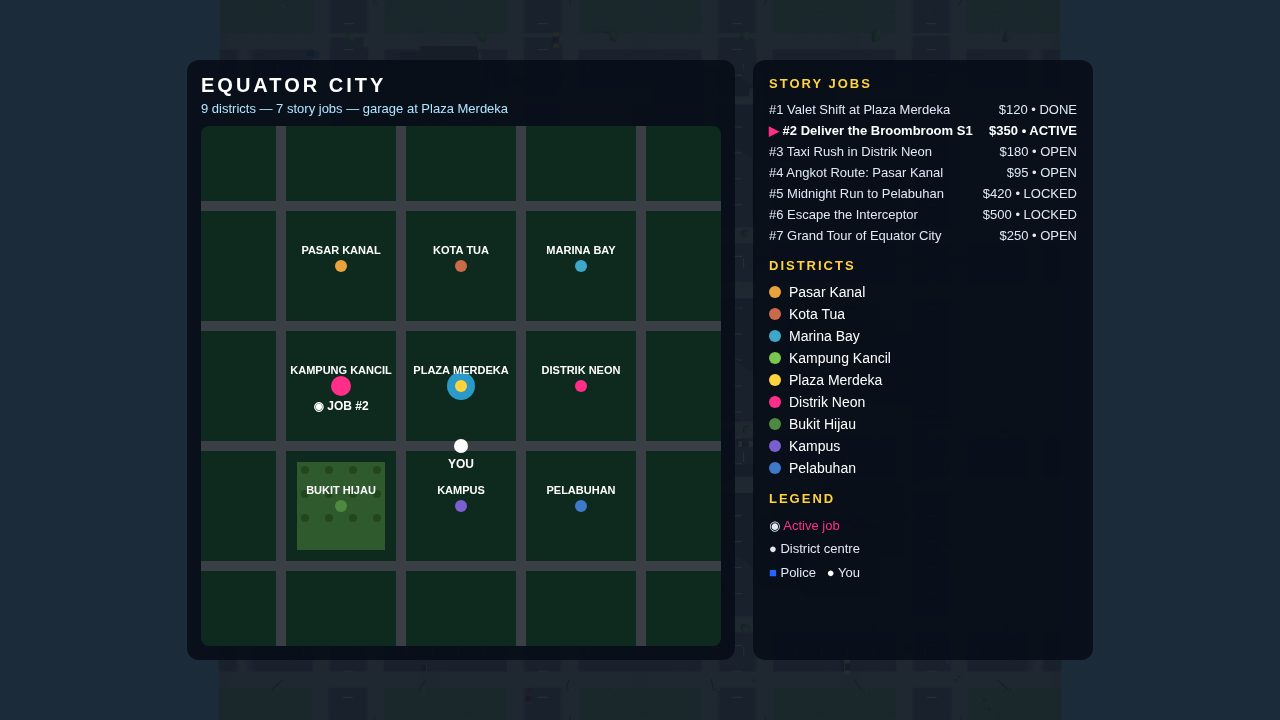 EQUATOR CITY
9 districts — 7 story jobs — garage at Plaza Merdeka
PASAR KANAL
KOTA TUA
MARINA BAY
KAMPUNG KANCIL
PLAZA MERDEKA
DISTRIK NEON
◉ JOB #2
YOU
BUKIT HIJAU
KAMPUS
PELABUHAN
STORY JOBS
#1 Valet Shift at Plaza Merdeka $120 • DONE
▶ #2 Deliver the Broombroom S1 $350 • ACTIVE
#3 Taxi Rush in Distrik Neon $180 • OPEN
#4 Angkot Route: Pasar Kanal $95 • OPEN
#5 Midnight Run to Pelabuhan $420 • LOCKED
#6 Escape the Interceptor $500 • LOCKED
#7 Grand Tour of Equator City $250 • OPEN
DISTRICTS
Pasar Kanal
Kota Tua
Marina Bay
Kampung Kancil
Plaza Merdeka
Distrik Neon
Bukit Hijau
Kampus
Pelabuhan
LEGEND
◉ Active job
● District centre
■ Police ● You